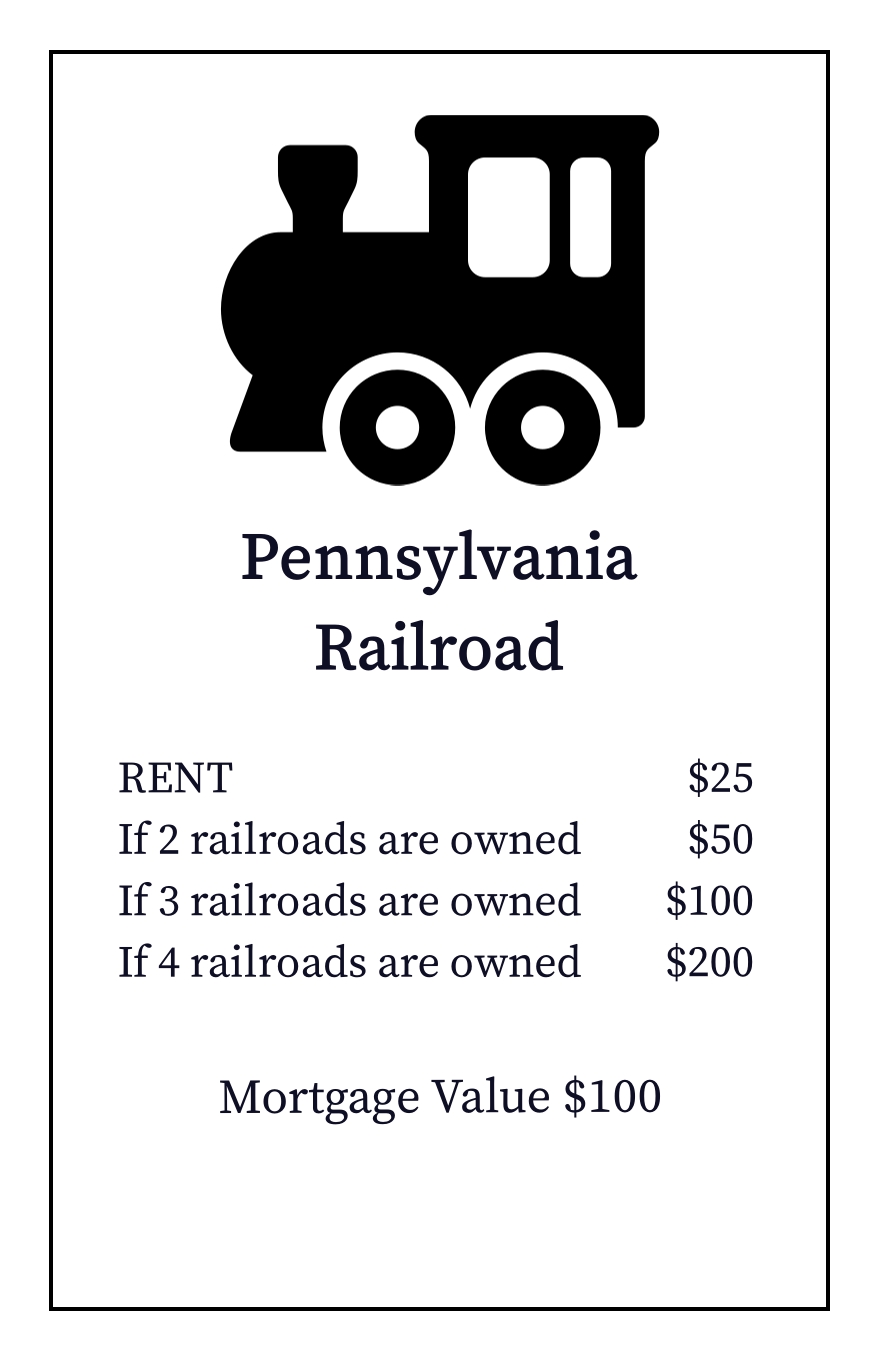 Pennsylvania
Railroad
RENT $25
If 2 railroads are owned $50
If 3 railroads are owned $100
If 4 railroads are owned $200
Mortgage Value $100